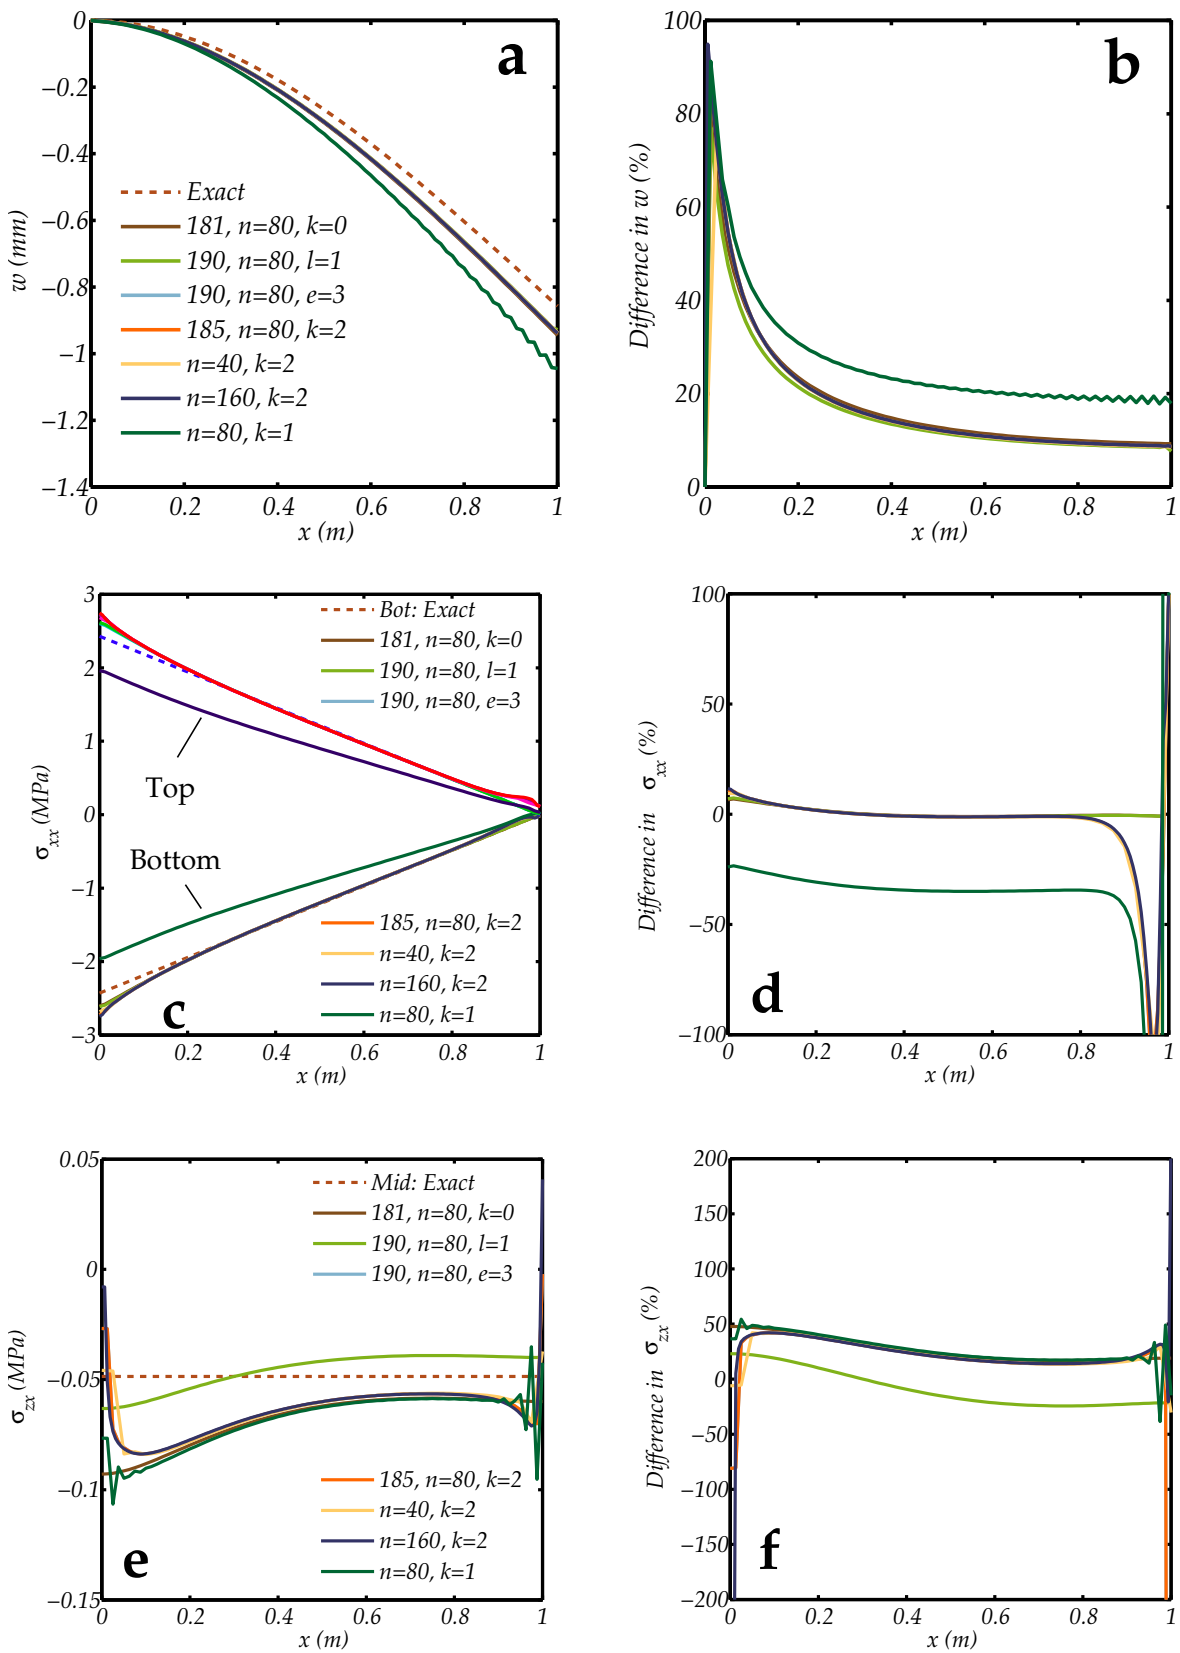 a
0
−0.2
−0.4
−0.6
−0.8
−1
−1.2
−1.4
w (mm)
Exact
181, n=80, k=0
190, n=80, l=1
190, n=80, e=3
185, n=80, k=2
n=40, k=2
n=160, k=2
n=80, k=1
0 0.2 0.4 0.6 0.8 1
x (m)
b
100
80
60
40
20
0
Difference in w (%)
0 0.2 0.4 0.6 0.8 1
x (m)
3
2
1
0
−1
−2
−3
σxx (MPa)
Bot: Exact
181, n=80, k=0
190, n=80, l=1
190, n=80, e=3
Top
Bottom
185, n=80, k=2
n=40, k=2
n=160, k=2
n=80, k=1
c
0 0.2 0.4 0.6 0.8 1
x (m)
100
50
0
−50
−100
Difference in σxx (%)
d
0 0.2 0.4 0.6 0.8 1
x (m)
0.05
0
−0.05
−0.1
−0.15
σzx (MPa)
Mid: Exact
181, n=80, k=0
190, n=80, l=1
190, n=80, e=3
185, n=80, k=2
n=40, k=2
n=160, k=2
n=80, k=1
e
0 0.2 0.4 0.6 0.8 1
x (m)
200
150
100
50
0
−50
−100
−150
−200
Difference in σzx (%)
f
0 0.2 0.4 0.6 0.8 1
x (m)